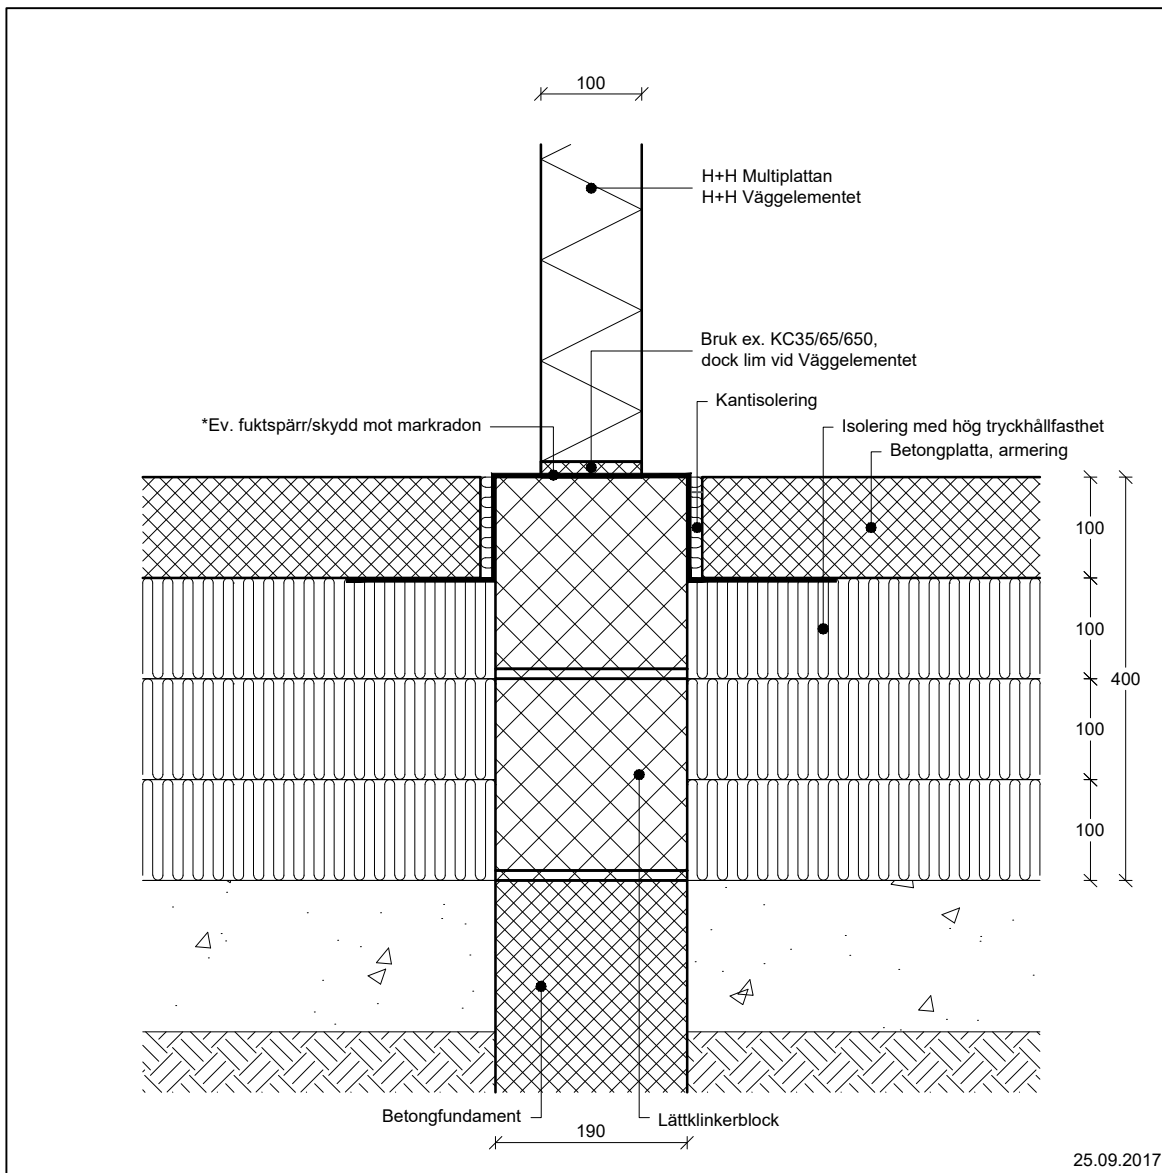 100
H+H Multiplattan
H+H Väggelementet
Bruk ex. KC35/65/650,
dock lim vid Väggelementet
Kantisolering
*Ev. fuktspärr/skydd mot markradon
Isolering med hög tryckhållfasthet
Betongplatta, armering
100
100
400
100
100
Betongfundament
Lättklinkerblock
190
25.09.2017